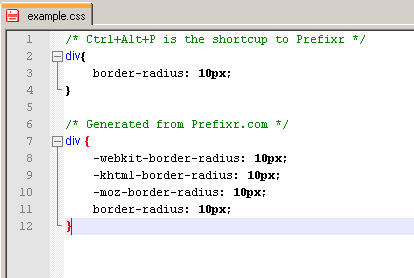 example.css
1 /* Ctrl+Alt+P is the shortcup to Prefixr */
2 div{
3 border-radius: 10px;
4 }
5
6 /* Generated from Prefixr.com */
7 div {
8 -webkit-border-radius: 10px;
9 -khtml-border-radius: 10px;
10 -moz-border-radius: 10px;
11 border-radius: 10px;
12 }